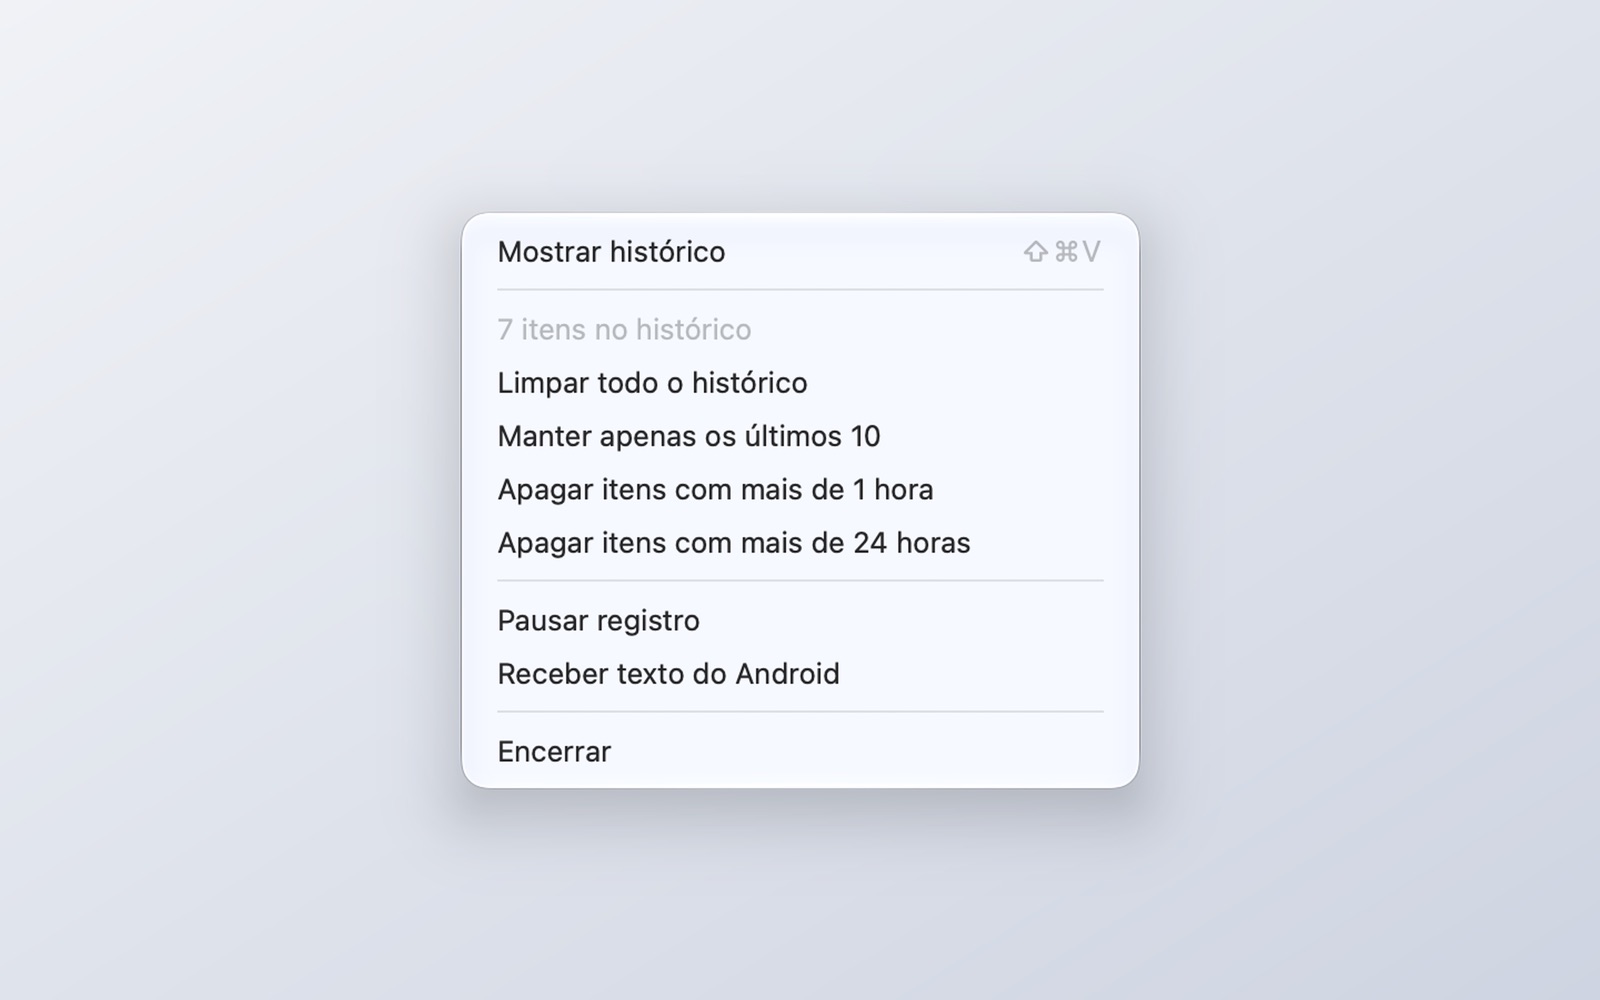 Mostrar histórico ⇧⌘V
7 itens no histórico
Limpar todo o histórico
Manter apenas os últimos 10
Apagar itens com mais de 1 hora
Apagar itens com mais de 24 horas
Pausar registro
Receber texto do Android
Encerrar